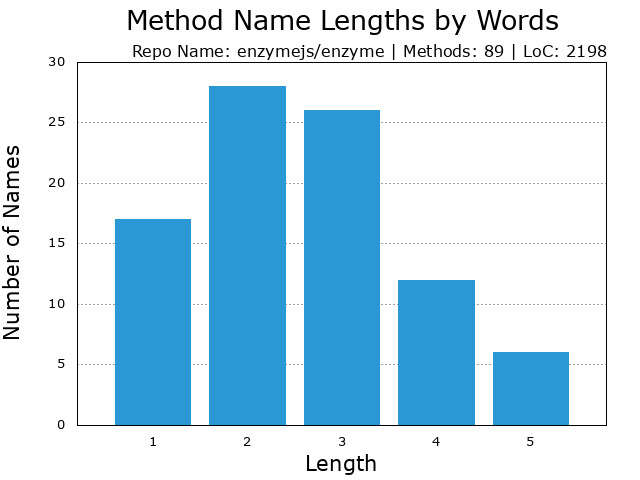 Method Name Lengths by Words
Repo Name: enzymejs/enzyme | Methods: 89 | LoC: 2198
Number of Names
30
25
20
15
10
5
0
1 2 3 4 5
Length